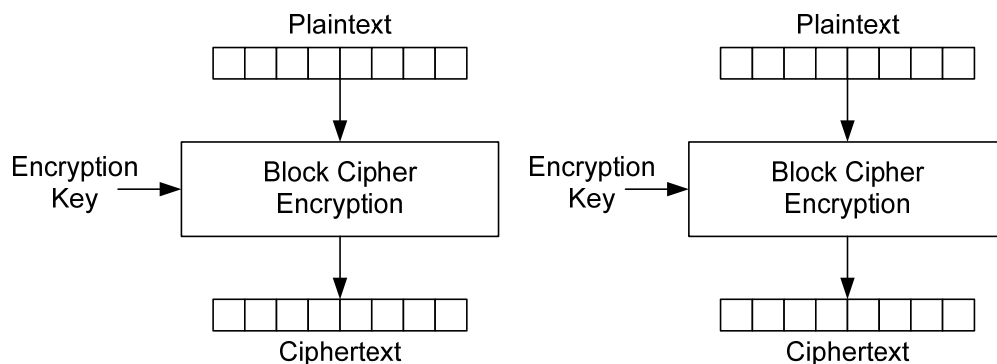 Plaintext
Encryption
Key
Block Cipher
Encryption
Ciphertext
Plaintext
Encryption
Key
Block Cipher
Encryption
Ciphertext